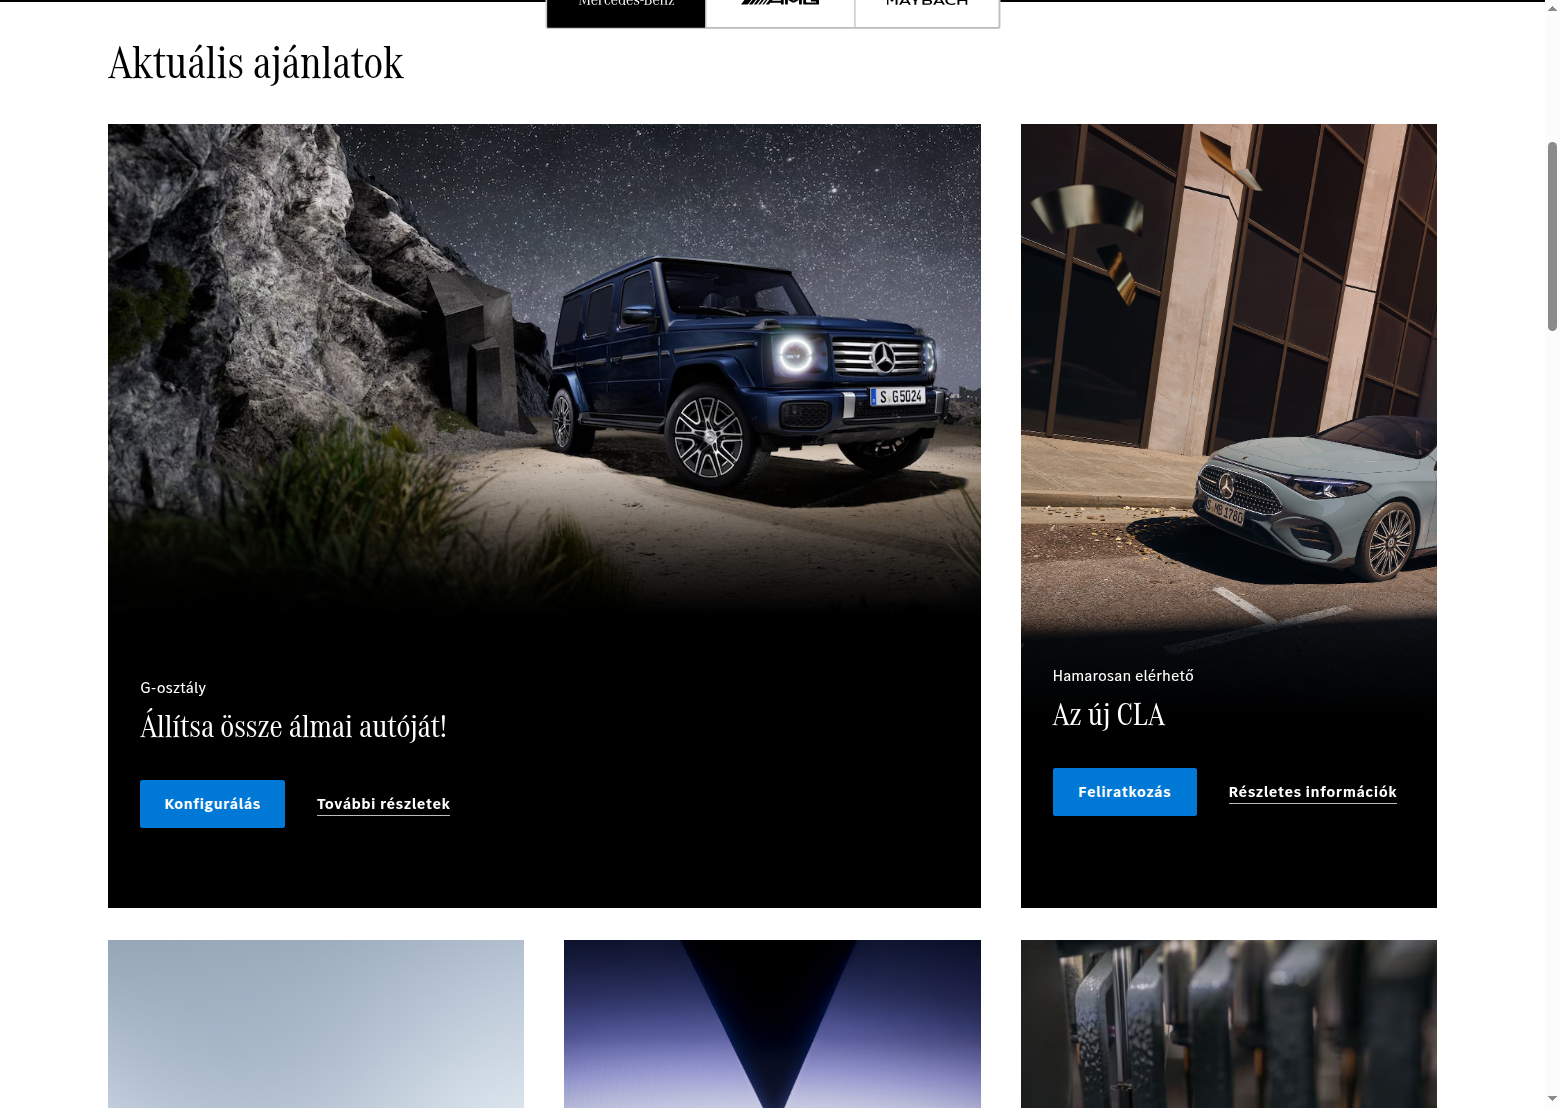 Mercedes-Benz
AMG
MAYBACH
Aktuális ajánlatok
S G 5024
S MB 1780
G-osztály
Állítsa össze álmai autóját!
Konfigurálás
További részletek
Hamarosan elérhető
Az új CLA
Feliratkozás
Részletes információk